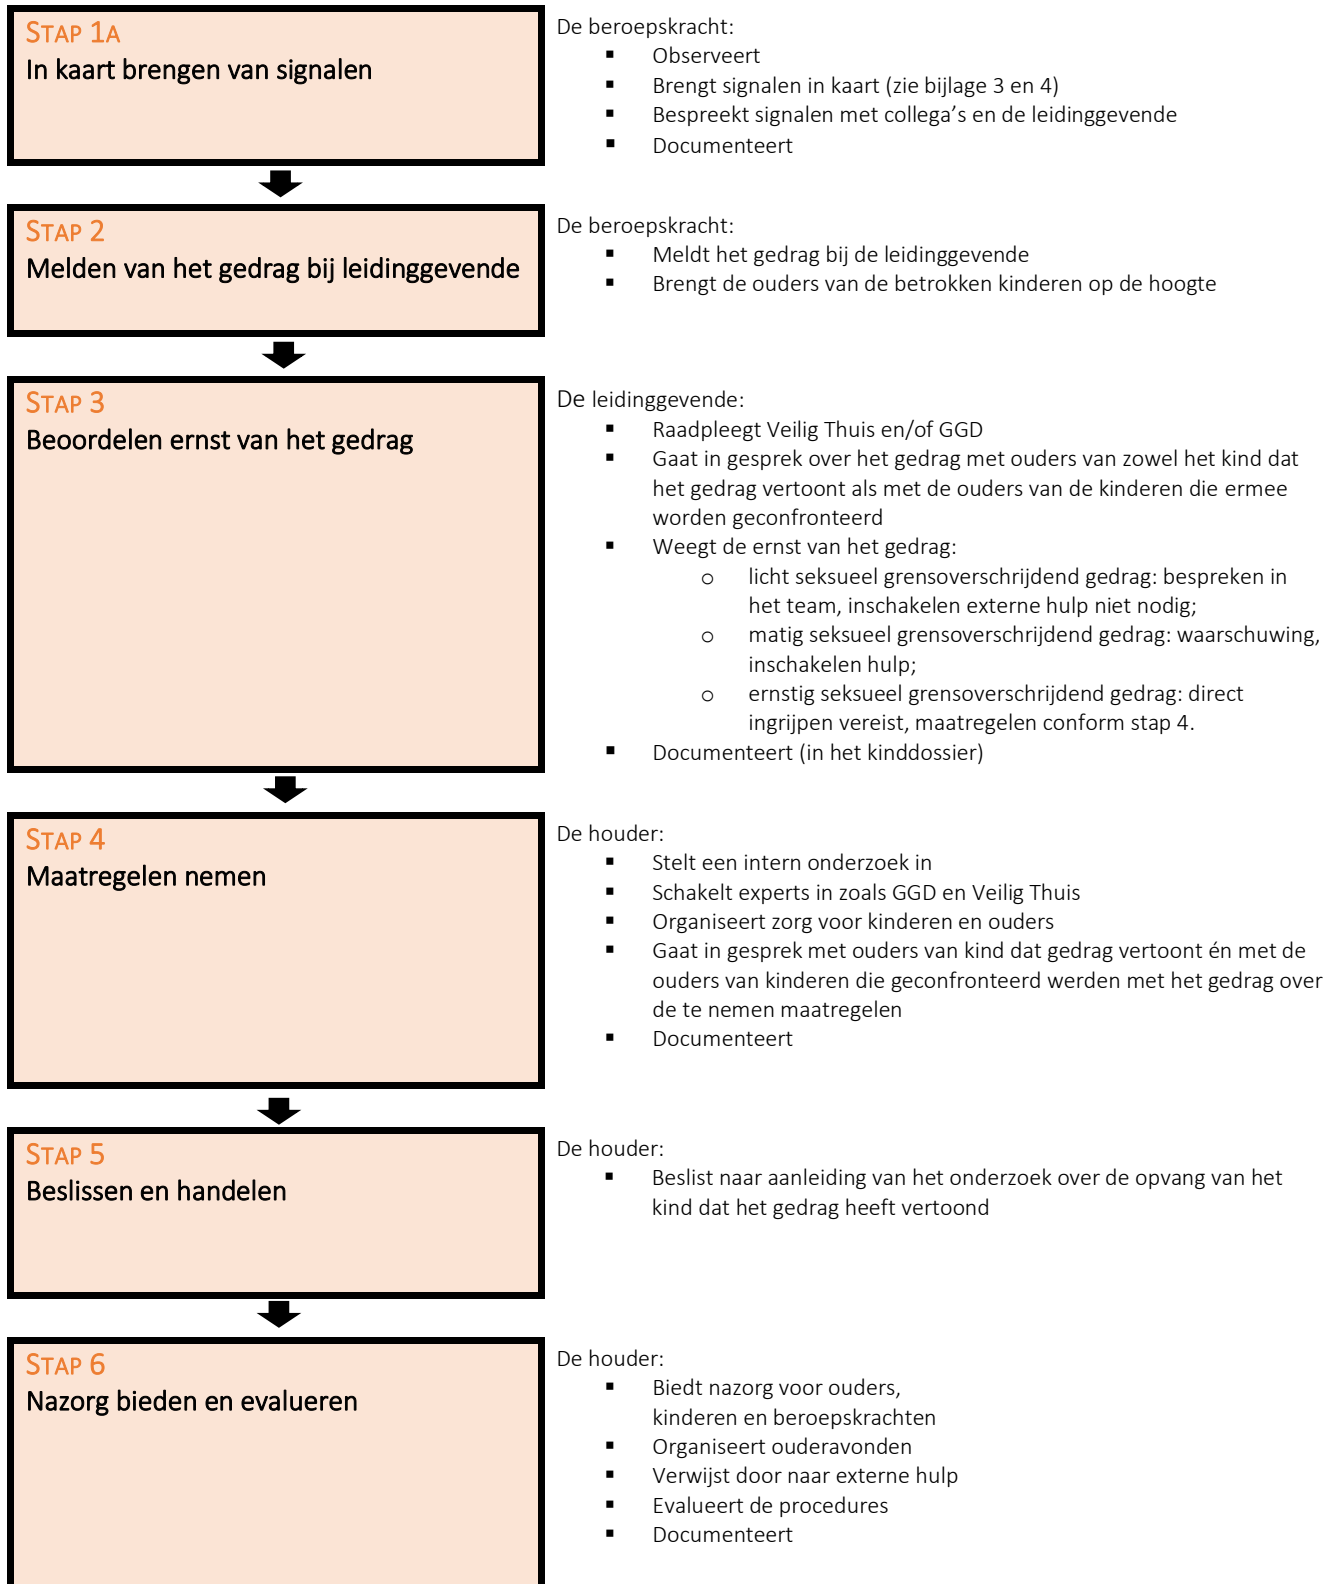 STAP 1A
In kaart brengen van signalen
De beroepskracht:
▪ Observeert
▪ Brengt signalen in kaart (zie bijlage 3 en 4)
▪ Bespreekt signalen met collega's en de leidinggevende
▪ Documenteert
STAP 2
Melden van het gedrag bij leidinggevende
De beroepskracht:
▪ Meldt het gedrag bij de leidinggevende
▪ Brengt de ouders van de betrokken kinderen op de hoogte
STAP 3
Beoordelen ernst van het gedrag
De leidinggevende:
▪ Raadpleegt Veilig Thuis en/of GGD
▪ Gaat in gesprek over het gedrag met ouders van zowel het kind dat
het gedrag vertoont als met de ouders van de kinderen die ermee
worden geconfronteerd
▪ Weegt de ernst van het gedrag:
o licht seksueel grensoverschrijdend gedrag: bespreken in
het team, inschakelen externe hulp niet nodig;
o matig seksueel grensoverschrijdend gedrag: waarschuwing,
inschakelen hulp;
o ernstig seksueel grensoverschrijdend gedrag: direct
ingrijpen vereist, maatregelen conform stap 4.
▪ Documenteert (in het kinddossier)
STAP 4
Maatregelen nemen
De houder:
▪ Stelt een intern onderzoek in
▪ Schakelt experts in zoals GGD en Veilig Thuis
▪ Organiseert zorg voor kinderen en ouders
▪ Gaat in gesprek met ouders van kind dat gedrag vertoont én met de
ouders van kinderen die geconfronteerd werden met het gedrag over
de te nemen maatregelen
▪ Documenteert
STAP 5
Beslissen en handelen
De houder:
▪ Beslist naar aanleiding van het onderzoek over de opvang van het
kind dat het gedrag heeft vertoond
STAP 6
Nazorg bieden en evalueren
De houder:
▪ Biedt nazorg voor ouders,
kinderen en beroepskrachten
▪ Organiseert ouderavonden
▪ Verwijst door naar externe hulp
▪ Evalueert de procedures
▪ Documenteert